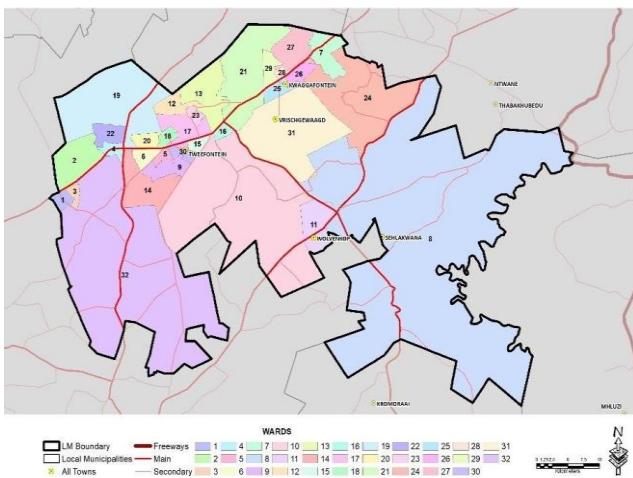 27
7
21
29
28
26
KWAGGAFONTEIN
NTWANE
19
13
25
24
THABAKHUBEDU
12
23
VRISCHGEWAAGD
22
18
17
16
31
20
15
2
6
5
30
TWEEFONTEIN
9
3
14
1
10
11
WOLVENHOP
SEHLAKWANA
8
32
KROMDRAAI
MHLUZI
WARDS
LM Boundary Freeways 1 4 7 10 13 16 19 22 25 28 31
Local Municipalities Main 2 5 8 11 14 17 20 23 26 29 32
All Towns Secondary 3 6 9 12 15 18 21 24 27 30
N
Kilometers